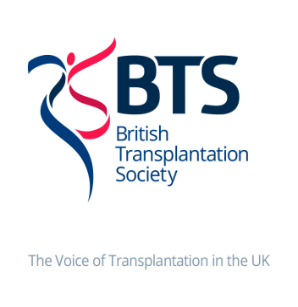 BTS
British
Transplantation
Society
The Voice of Transplantation in the UK